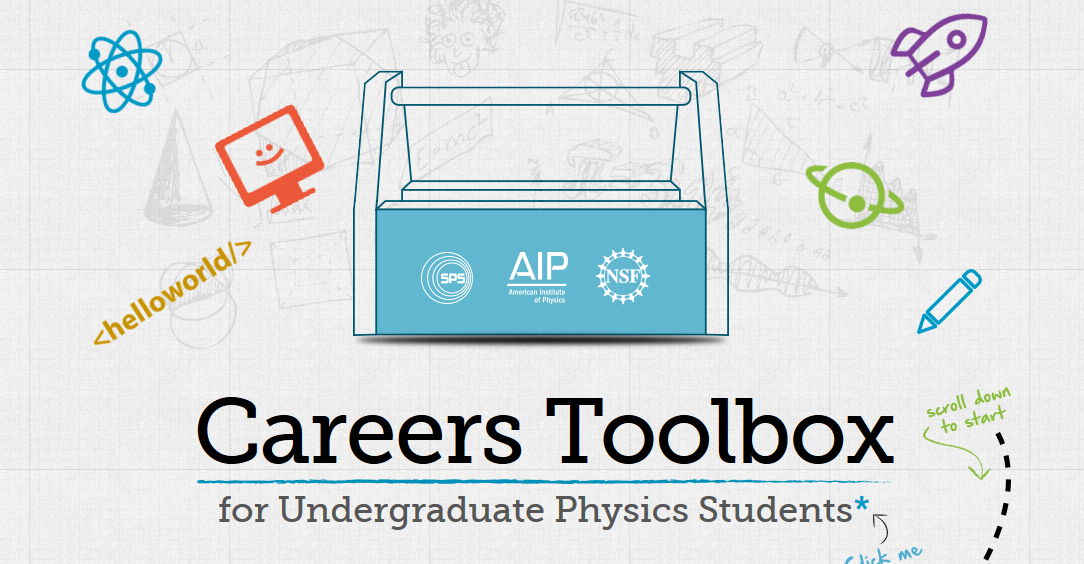 <helloworld/>
SPS
AIP
American Institute
of Physics
NSF
Careers Toolbox
for Undergraduate Physics Students*
scroll down
to start
Click me